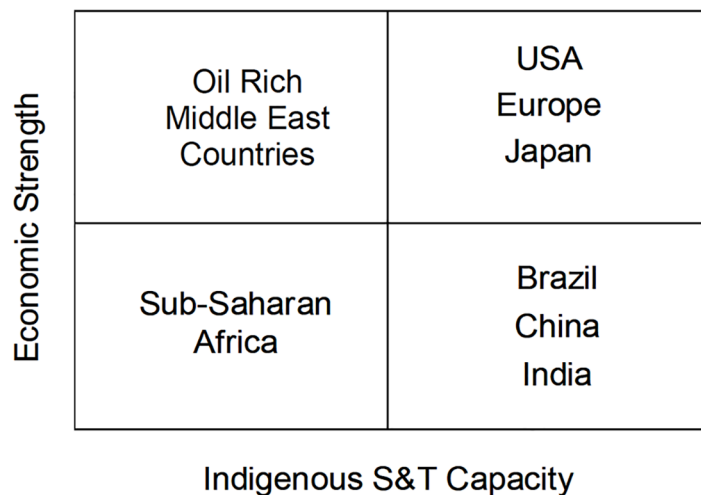 Economic Strength
Oil Rich
Middle East
Countries
USA
Europe
Japan
Sub-Saharan
Africa
Brazil
China
India
Indigenous S&T Capacity